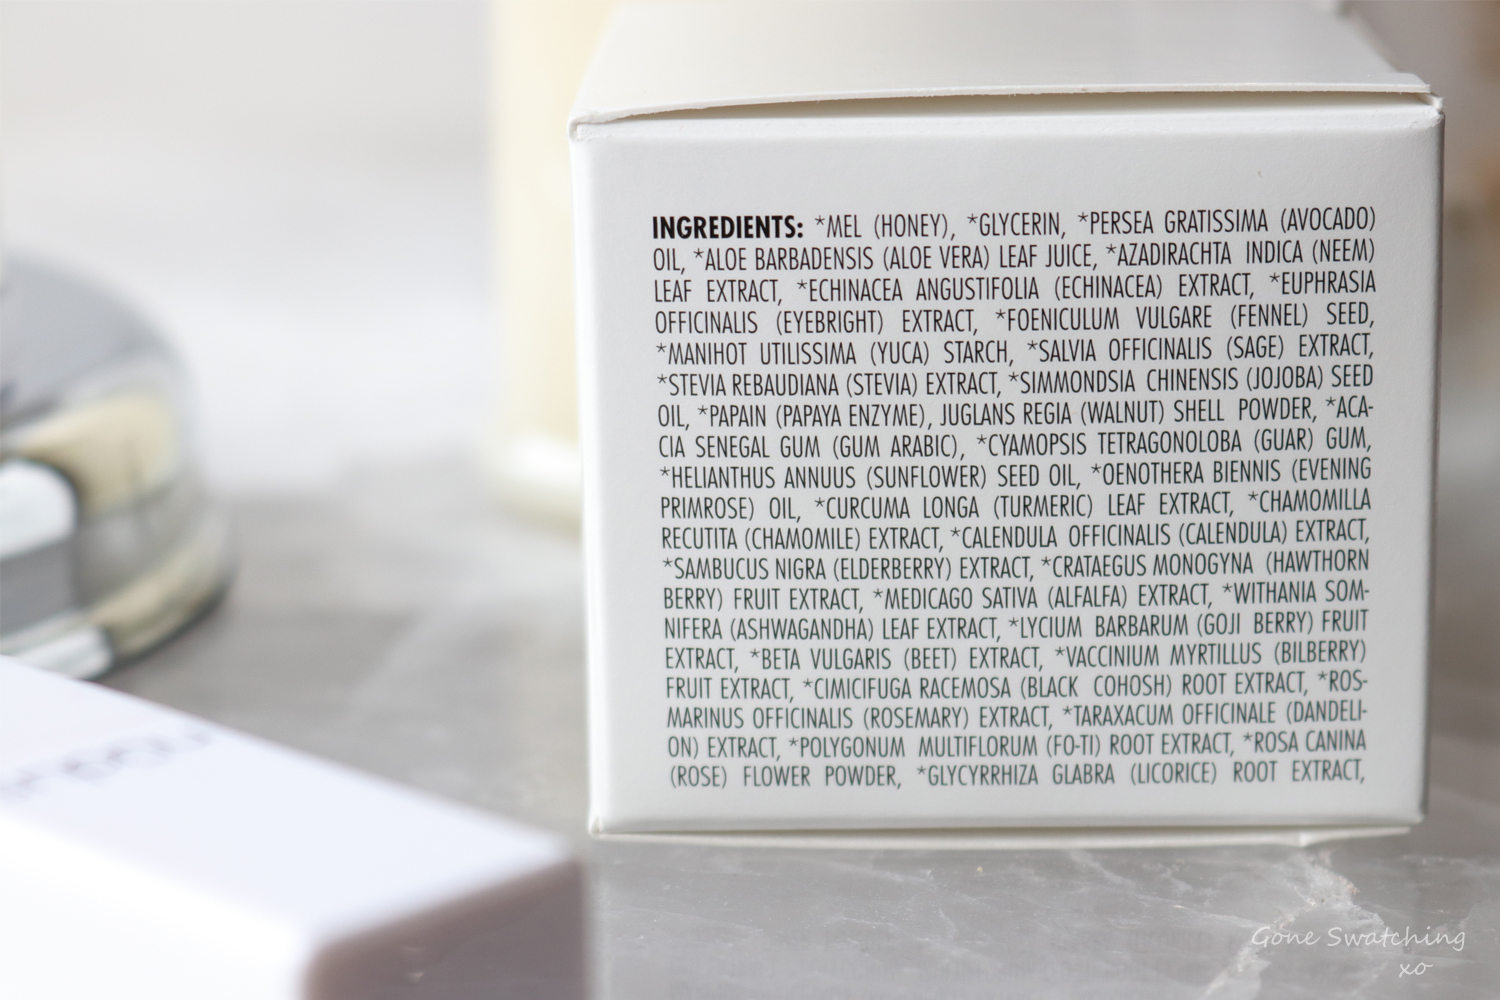 INGREDIENTS: *MEL (HONEY), *GLYCERIN, *PERSEA GRATISSIMA (AVOCADO)
OIL, *ALOE BARBADENSIS (ALOE VERA) LEAF JUICE, *AZADIRACHTA INDICA (NEEM)
LEAF EXTRACT, *ECHINACEA ANGUSTIFOLIA (ECHINACEA) EXTRACT, *EUPHRASIA
OFFICINALIS (EYEBRIGHT) EXTRACT, *FOENICULUM VULGARE (FENNEL) SEED,
*MANIHOT UTILISSIMA (YUCA) STARCH, *SALVIA OFFICINALIS (SAGE) EXTRACT,
*STEVIA REBAUDIANA (STEVIA) EXTRACT, *SIMMONDSIA CHINENSIS (JOJOBA) SEED
OIL, *PAPAIN (PAPAYA ENZYME), JUGLANS REGIA (WALNUT) SHELL POWDER, *ACA-
CIA SENEGAL GUM (GUM ARABIC), *CYAMOPSIS TETRAGONOLOBA (GUAR) GUM,
*HELIANTHUS ANNUUS (SUNFLOWER) SEED OIL, *OENOTHERA BIENNIS (EVENING
PRIMROSE) OIL, *CURCUMA LONGA (TURMERIC) LEAF EXTRACT, *CHAMOMILLA
RECUTITA (CHAMOMILE) EXTRACT, *CALENDULA OFFICINALIS (CALENDULA) EXTRACT,
*SAMBUCUS NIGRA (ELDERBERRY) EXTRACT, *CRATAEGUS MONOGYNA (HAWTHORN
BERRY) FRUIT EXTRACT, *MEDICAGO SATIVA (ALFALFA) EXTRACT, *WITHANIA SOM-
NIFERA (ASHWAGANDHA) LEAF EXTRACT, *LYCIUM BARBARUM (GOJI BERRY) FRUIT
EXTRACT, *BETA VULGARIS (BEET) EXTRACT, *VACCINIUM MYRTILLUS (BILBERRY)
FRUIT EXTRACT, *CIMICIFUGA RACEMOSA (BLACK COHOSH) ROOT EXTRACT, *ROS-
MARINUS OFFICINALIS (ROSEMARY) EXTRACT, *TARAXACUM OFFICINALE (DANDELI-
ON) EXTRACT, *POLYGONUM MULTIFLORUM (FO-TI) ROOT EXTRACT, *ROSA CANINA
(ROSE) FLOWER POWDER, *GLYCYRRHIZA GLABRA (LICORICE) ROOT EXTRACT,
Gone Swatching
xo